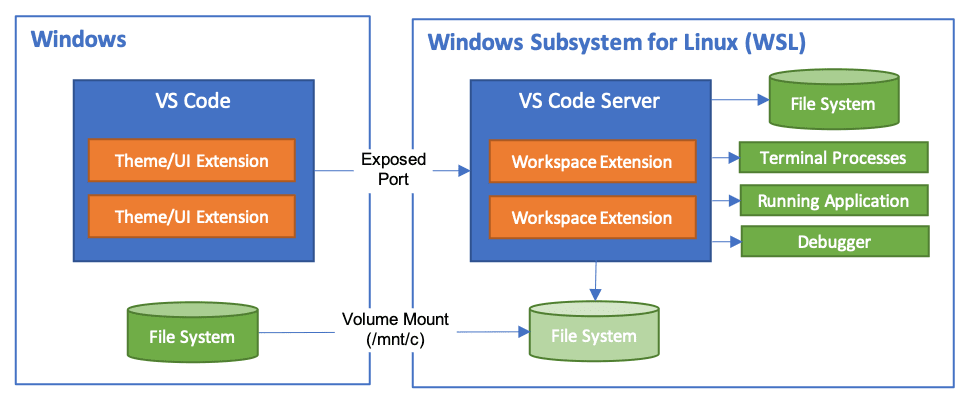 Windows
VS Code
Theme/UI Extension
Theme/UI Extension
File System
Exposed
Port
Volume Mount
(/mnt/c)
Windows Subsystem for Linux (WSL)
VS Code Server
Workspace Extension
Workspace Extension
File System
Terminal Processes
Running Application
Debugger
File System